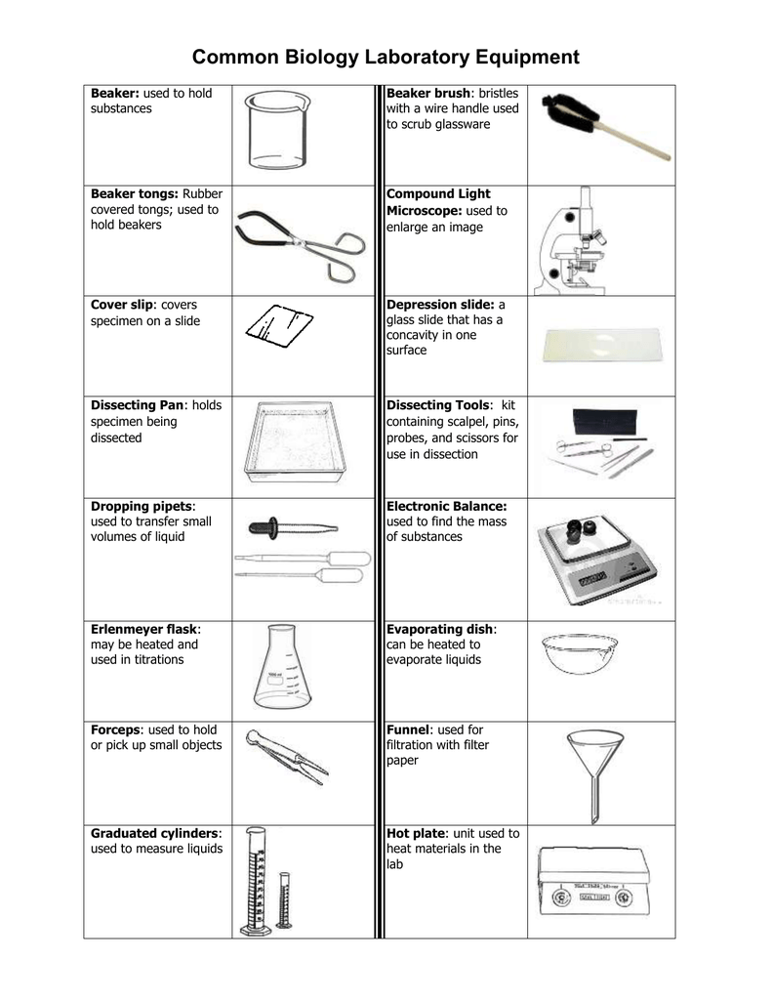 Common Biology Laboratory Equipment
Beaker: used to hold
substances
Beaker brush: bristles
with a wire handle used
to scrub glassware
Beaker tongs: Rubber
covered tongs; used to
hold beakers
Compound Light
Microscope: used to
enlarge an image
Cover slip: covers
specimen on a slide
Depression slide: a
glass slide that has a
concavity in one
surface
Dissecting Pan: holds
specimen being
dissected
Dissecting Tools: kit
containing scalpel, pins,
probes, and scissors for
use in dissection
Dropping pipets:
used to transfer small
volumes of liquid
Electronic Balance:
used to find the mass
of substances
Erlenmeyer flask:
may be heated and
used in titrations
Evaporating dish:
can be heated to
evaporate liquids
Forceps: used to hold
or pick up small objects
Funnel: used for
filtration with filter
paper
Graduated cylinders:
used to measure liquids
Hot plate: unit used to
heat materials in the
lab